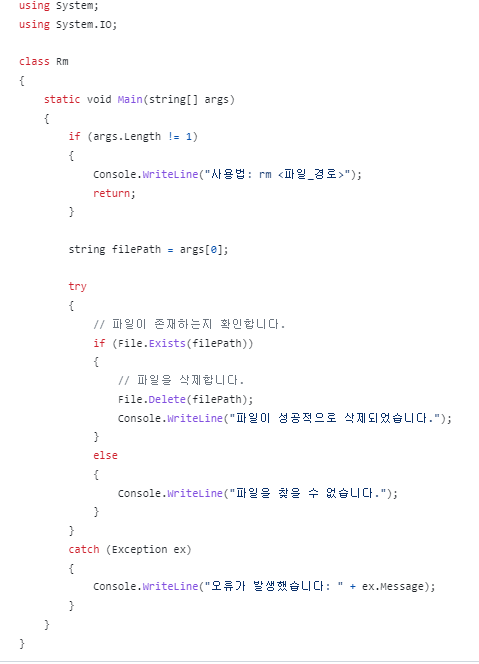 using System;
using System.IO;

class Rm
{
    static void Main(string[] args)
    {
        if (args.Length != 1)
        {
            Console.WriteLine("사용법: rm <파일_경로>");
            return;
        }

        string filePath = args[0];

        try
        {
            // 파일이 존재하는지 확인합니다.
            if (File.Exists(filePath))
            {
                // 파일을 삭제합니다.
                File.Delete(filePath);
                Console.WriteLine("파일이 성공적으로 삭제되었습니다.");
            }
            else
            {
                Console.WriteLine("파일을 찾을 수 없습니다.");
            }
        }
        catch (Exception ex)
        {
            Console.WriteLine("오류가 발생했습니다: " + ex.Message);
        }
    }
}